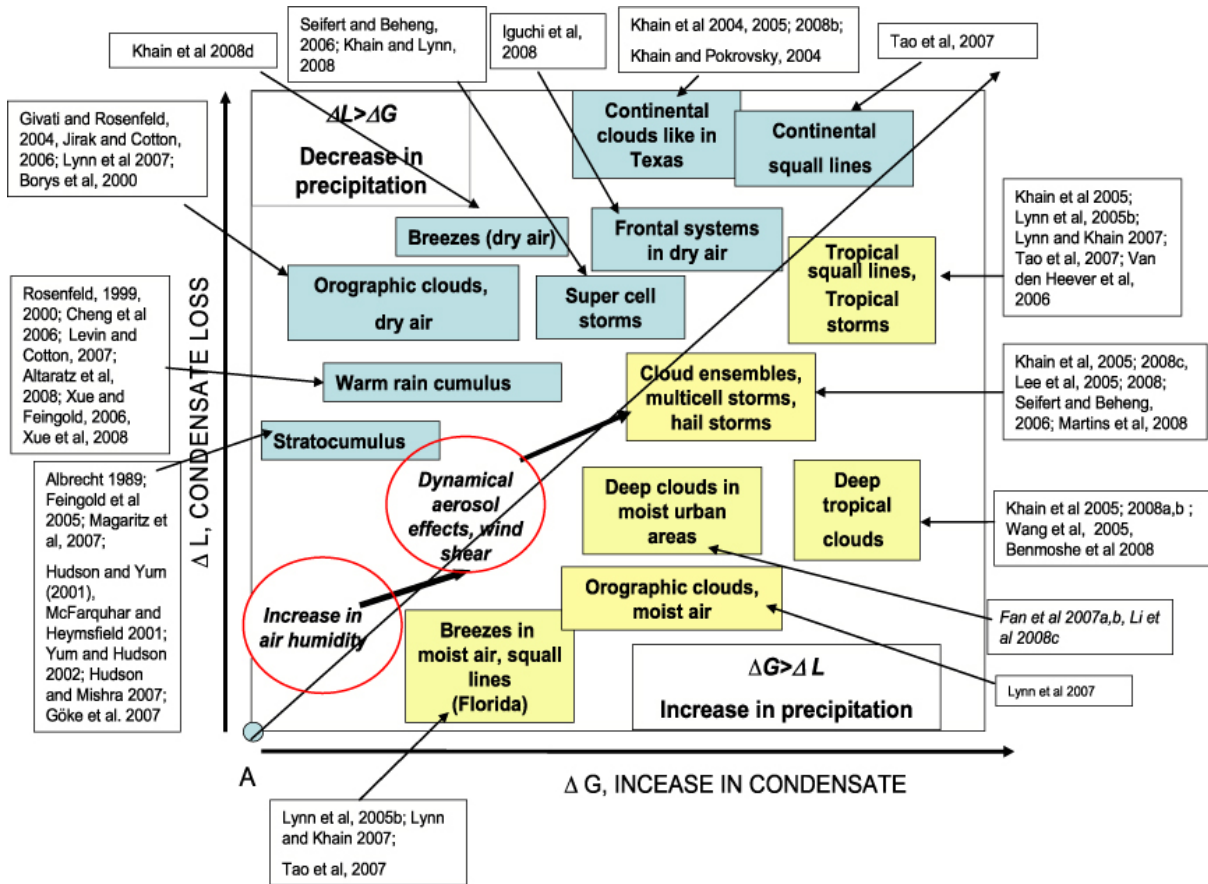 Khain et al 2008d
Seifert and Beheng,
2006; Khain and Lynn,
2008
Iguchi et al,
2008
Khain et al 2004, 2005; 2008b;
Khain and Pokrovsky, 2004
Tao et al, 2007
Givati and Rosenfeld,
2004, Jirak and Cotton,
2006; Lynn et al 2007;
Borys et al, 2000
ΔL>ΔG
Decrease in
precipitation
Continental
clouds like in
Texas
Continental
squall lines
Breezes (dry air)
Frontal systems
in dry air
Tropical
squall lines,
Tropical
storms
Khain et al 2005;
Lynn et al, 2005b;
Lynn and Khain 2007;
Tao et al, 2007; Van
den Heever et al,
2006
Orographic clouds,
dry air
Super cell
storms
Rosenfeld, 1999,
2000; Cheng et al
2006; Levin and
Cotton, 2007;
Altaratz et al,
2008; Xue and
Feingold, 2006,
Xue et al, 2008
Δ L, CONDENSATE LOSS
Warm rain cumulus
Cloud ensembles,
multicell storms,
hail storms
Khain et al, 2005; 2008c,
Lee et al, 2005; 2008;
Seifert and Beheng,
2006; Martins et al, 2008
Stratocumulus
Albrecht 1989;
Feingold et al
2005; Magaritz et
al, 2007;
Hudson and Yum
(2001),
McFarquhar and
Heymsfield 2001;
Yum and Hudson
2002; Hudson
and Mishra 2007;
Göke et al. 2007
Dynamical
aerosol
effects, wind
shear
Deep clouds in
moist urban
areas
Deep
tropical
clouds
Khain et al 2005; 2008a,b ;
Wang et al, 2005,
Benmoshe et al 2008
Increase in
air humidity
Orographic clouds,
moist air
Fan et al 2007a,b, Li et
al 2008c
Breezes in
moist air, squall
lines
(Florida)
ΔG>Δ L
Increase in precipitation
Lynn et al 2007
A
Δ G, INCEASE IN CONDENSATE
Lynn et al, 2005b; Lynn
and Khain 2007;
Tao et al, 2007